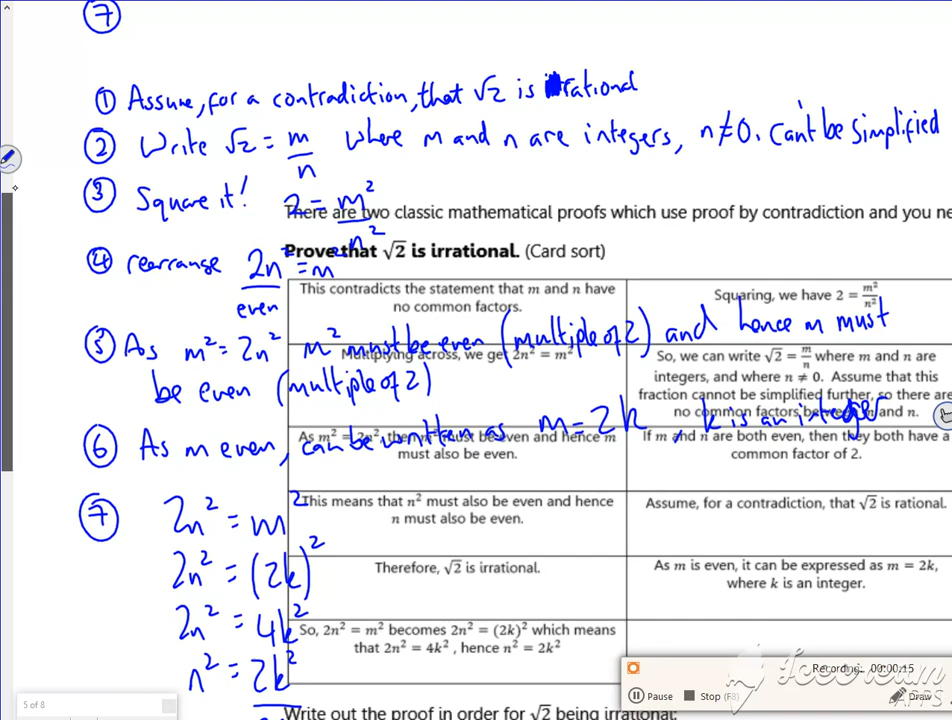 ⑦
① Assume, for a contradiction, that √2 is rational
② Write √2 = m/n where m and n are integers, n≠0. Can't be simplified
③ Square it! 2 = m²/n²
There are two classic mathematical proofs which use proof by contradiction and you ne
Prove that √2 is irrational. (Card sort)
④ rearrange 2n² = m²
even
This contradicts the statement that m and n have
no common factors.
Squaring, we have 2 = m²/n²
⑤ As m² = 2n² m² must be even (multiple of 2) and hence m must
be even (multiple of 2)
Multiplying across, we get 2n² = m²
So, we can write √2 = m/n where m and n are
integers, and where n ≠ 0. Assume that this
fraction cannot be simplified further, so there are
no common factors between m and n.
⑥ As m even, can be written as m = 2k, k is an integer
As m² = 2n², then m² must be even and hence m
must also be even.
If m and n are both even, then they both have a
common factor of 2.
⑦ 2n² = m²
2n² = (2k)²
2n² = 4k²
n² = 2k²
This means that n² must also be even and hence
n must also be even.
Assume, for a contradiction, that √2 is rational.
Therefore, √2 is irrational.
As m is even, it can be expressed as m = 2k,
where k is an integer.
So, 2n² = m² becomes 2n² = (2k)² which means
that 2n² = 4k² , hence n² = 2k²
Write out the proof in order for √2 being irrational:
5 of 8
Recording: 00:00:15
Pause Stop (F8) Draw
Icecream
APPS